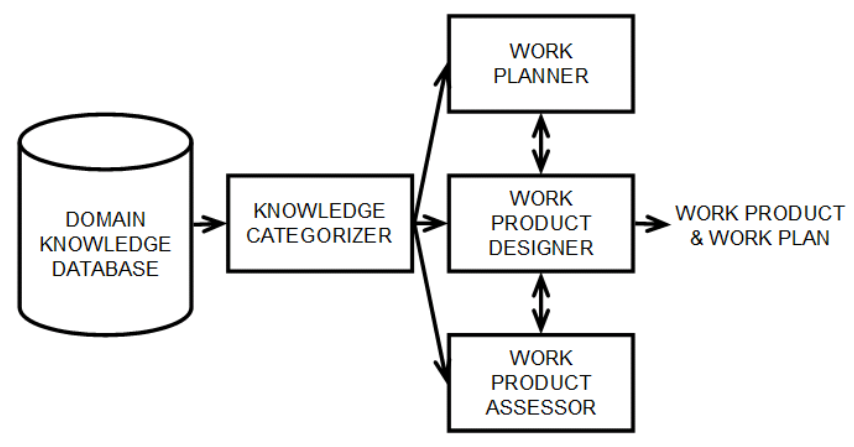 WORK
PLANNER
DOMAIN
KNOWLEDGE
DATABASE
KNOWLEDGE
CATEGORIZER
WORK
PRODUCT
DESIGNER
WORK PRODUCT
& WORK PLAN
WORK
PRODUCT
ASSESSOR